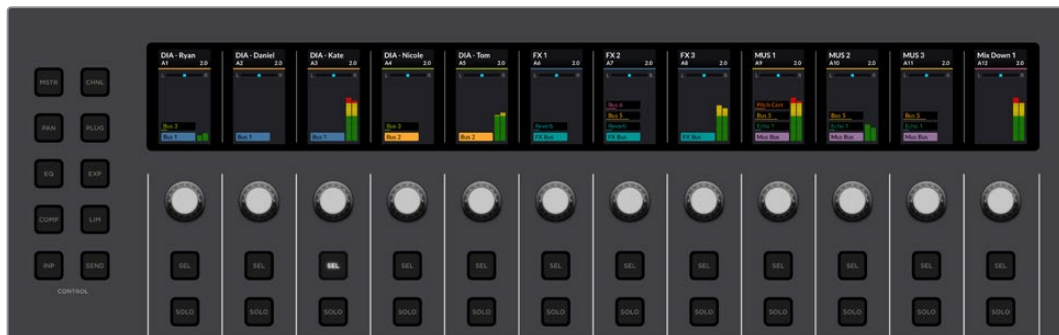 DIA - Ryan
A1 2.0
L R
Bus 3
Bus 1
DIA - Daniel
A2 2.0
L R
Bus 1
DIA - Kate
A3 2.0
L R
Bus 1
DIA - Nicole
A4 2.0
L R
Bus 3
Bus 2
DIA - Tom
A5 2.0
L R
Bus 2
FX 1
A6 2.0
L R
Reverb
FX Bus
FX 2
A7 2.0
L R
Bus 6
Bus 5
Reverb
FX Bus
FX 3
A8 2.0
L R
FX Bus
MUS 1
A9 2.0
L R
Pitch Corr
Bus 5
Echo 1
Mus Bus
MUS 2
A10 2.0
L R
Bus 5
Echo 1
Mus Bus
MUS 3
A11 2.0
L R
Bus 5
Echo 1
Mus Bus
Mix Down 1
A12 2.0
L R
MSTR CHNL
PAN PLUG
EQ EXP
COMP LIM
INP SEND
CONTROL
SEL SEL SEL SEL SEL SEL SEL SEL SEL SEL SEL SEL
SOLO SOLO SOLO SOLO SOLO SOLO SOLO SOLO SOLO SOLO SOLO SOLO